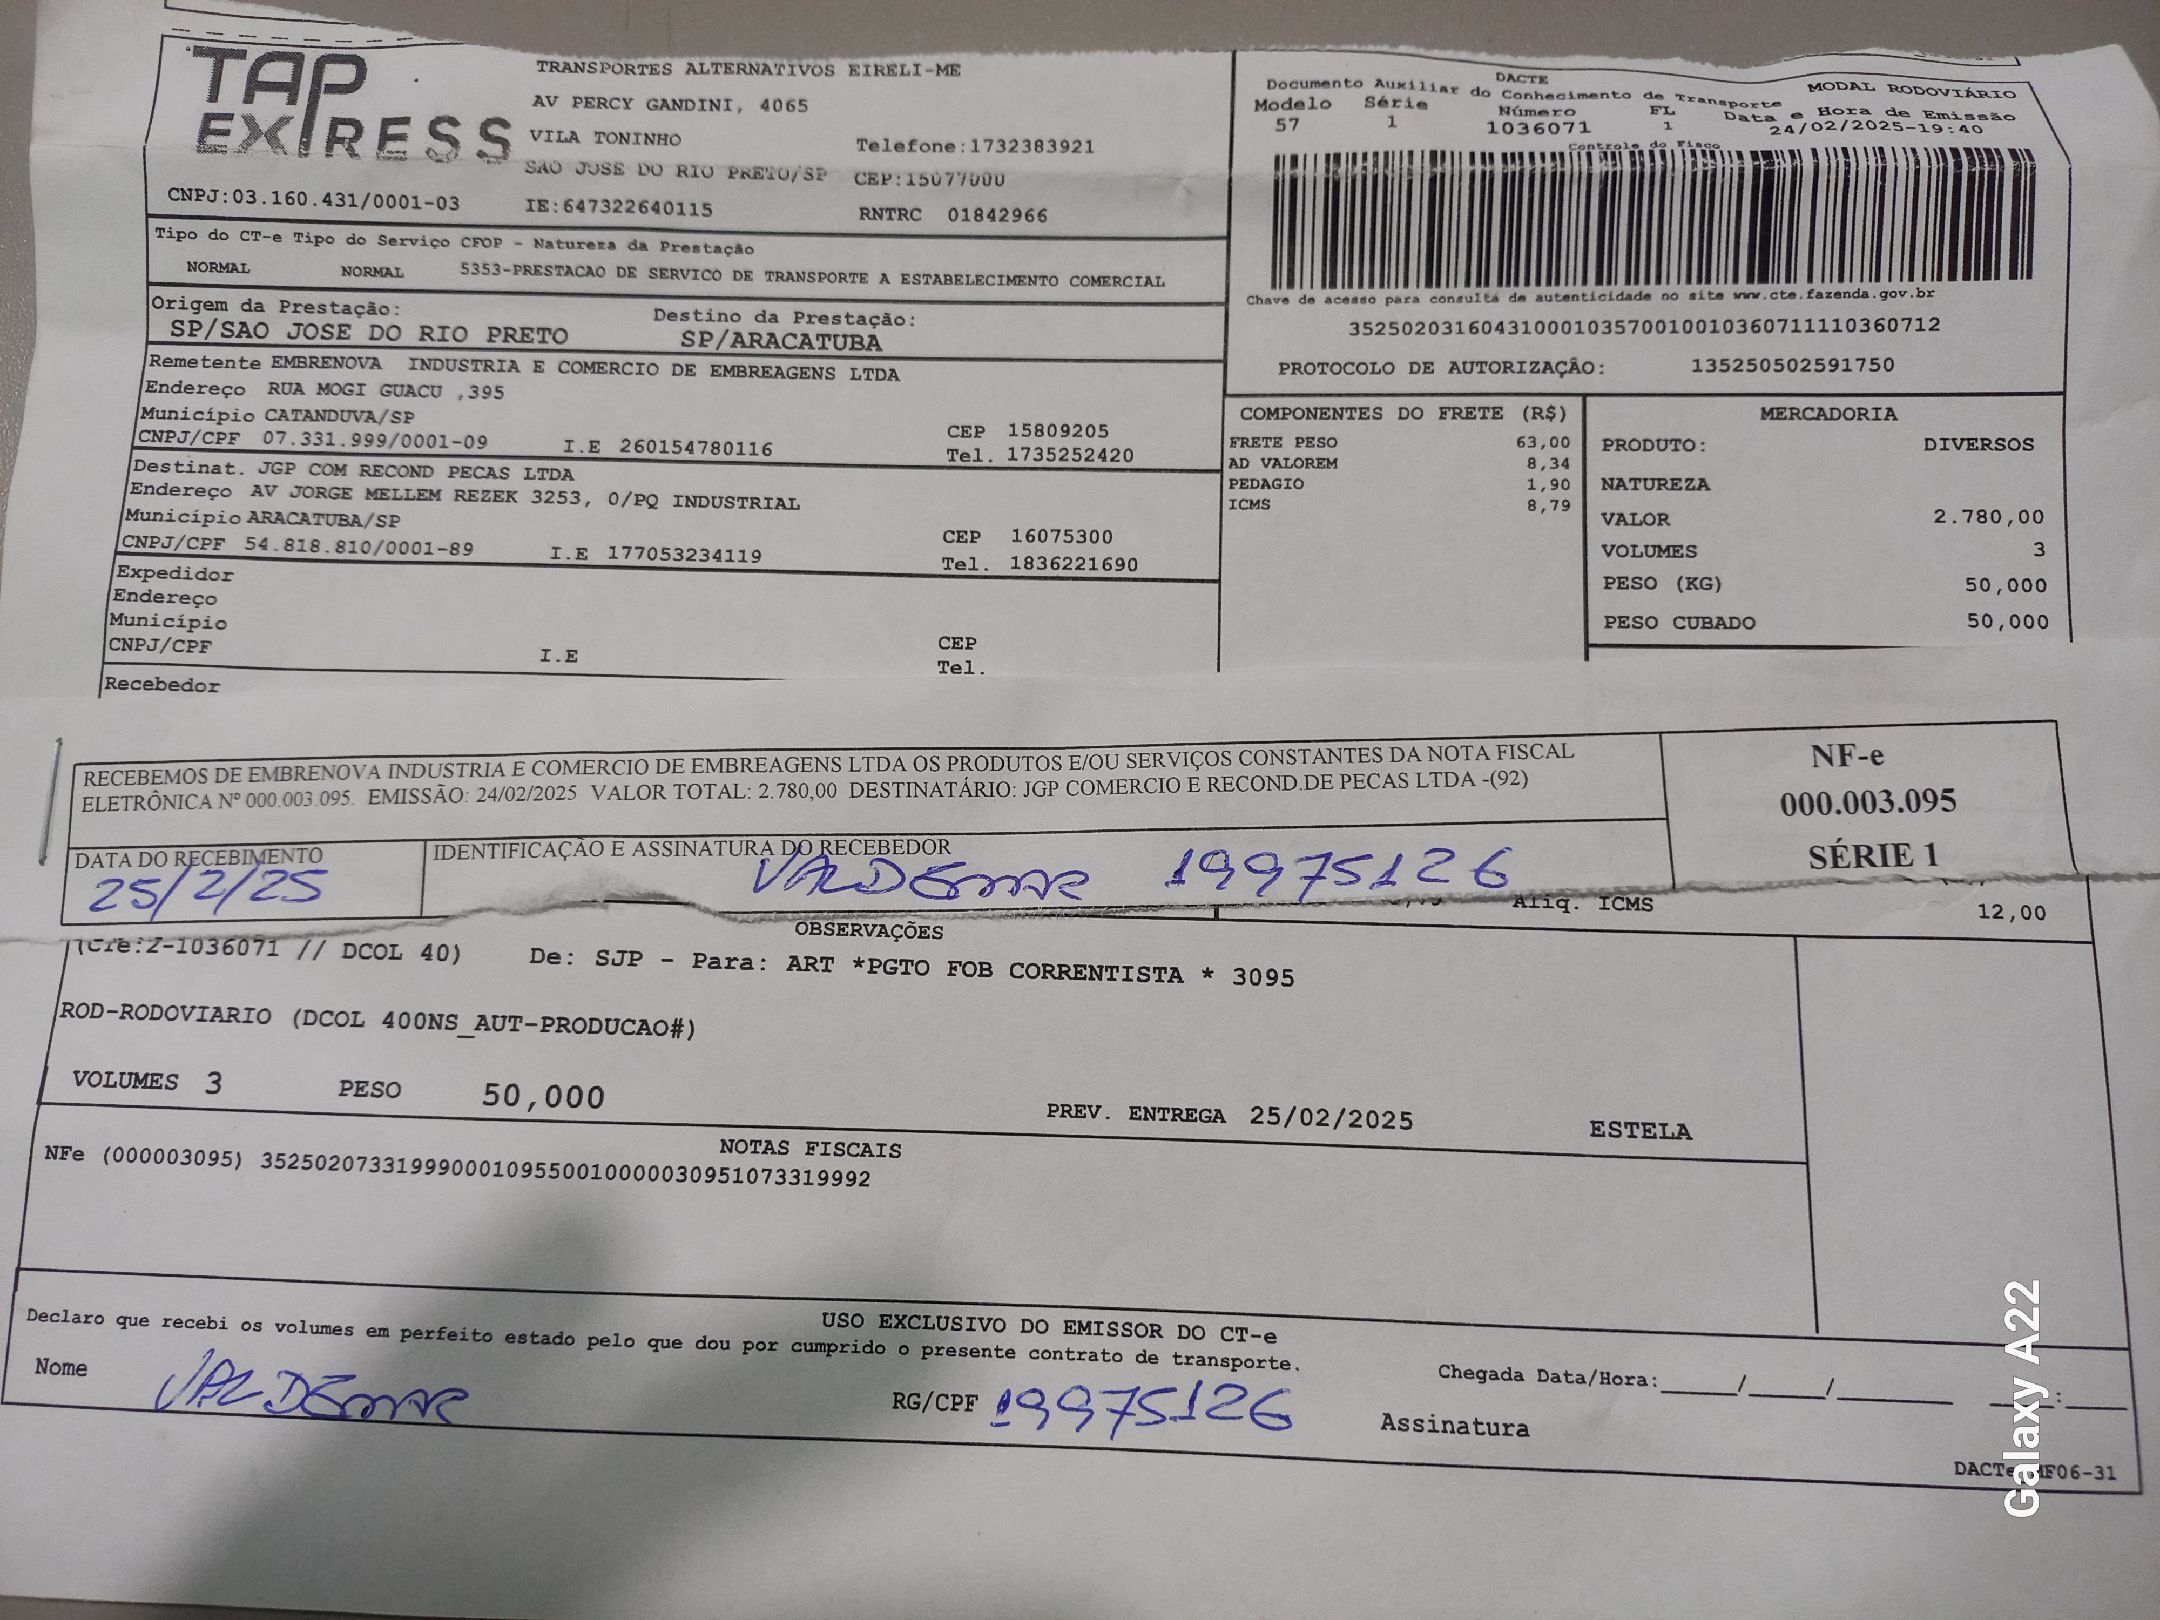 TAP
EXPRESS
TRANSPORTES ALTERNATIVOS EIRELI-ME
AV PERCY GANDINI, 4065
VILA TONINHO
Telefone:1732383921
SAO JOSE DO RIO PRETO/SP CEP:15077000
CNPJ:03.160.431/0001-03 IE:647322640115 RNTRC 01842966
DACTE MODAL RODOVIÁRIO
Documento Auxiliar do Conhecimento de Transporte
Modelo Série Número FL Data e Hora de Emissão
57 1 1036071 1 24/02/2025-19:40
Controle do Fisco
Chave de acesso para consulta de autenticidade no site www.cte.fazenda.gov.br
35250203160431000103570010010360711110360712
PROTOCOLO DE AUTORIZAÇÃO: 135250502591750
Tipo do CT-e Tipo do Serviço CFOP - Natureza da Prestação
NORMAL NORMAL 5353-PRESTACAO DE SERVICO DE TRANSPORTE A ESTABELECIMENTO COMERCIAL
Origem da Prestação: Destino da Prestação:
SP/SAO JOSE DO RIO PRETO SP/ARACATUBA
Remetente EMBRENOVA INDUSTRIA E COMERCIO DE EMBREAGENS LTDA
Endereço RUA MOGI GUACU ,395
Município CATANDUVA/SP CEP 15809205
CNPJ/CPF 07.331.999/0001-09 I.E 260154780116 Tel. 1735252420
Destinat. JGP COM RECOND PECAS LTDA
Endereço AV JORGE MELLEM REZEK 3253, 0/PQ INDUSTRIAL
Município ARACATUBA/SP CEP 16075300
CNPJ/CPF 54.818.810/0001-89 I.E 177053234119 Tel. 1836221690
Expedidor
Endereço
Município CEP
CNPJ/CPF I.E Tel.
Recebedor
COMPONENTES DO FRETE (R$)
FRETE PESO 63,00
AD VALOREM 8,34
PEDAGIO 1,90
ICMS 8,79
MERCADORIA
PRODUTO: DIVERSOS
NATUREZA
VALOR 2.780,00
VOLUMES 3
PESO (KG) 50,000
PESO CUBADO 50,000
RECEBEMOS DE EMBRENOVA INDUSTRIA E COMERCIO DE EMBREAGENS LTDA OS PRODUTOS E/OU SERVIÇOS CONSTANTES DA NOTA FISCAL
ELETRÔNICA Nº 000.003.095. EMISSÃO: 24/02/2025 VALOR TOTAL: 2.780,00 DESTINATÁRIO: JGP COMERCIO E RECOND.DE PECAS LTDA -(92)
NF-e
000.003.095
SÉRIE 1
DATA DO RECEBIMENTO IDENTIFICAÇÃO E ASSINATURA DO RECEBEDOR
25/2/25 VALDEMAR 19975126
Aliq. ICMS 12,00
OBSERVAÇÕES
(Cre:2-1036071 // DCOL 40) De: SJP - Para: ART *PGTO FOB CORRENTISTA * 3095
ROD-RODOVIARIO (DCOL 400NS_AUT-PRODUCAO#)
VOLUMES 3 PESO 50,000 PREV. ENTREGA 25/02/2025 ESTELA
NOTAS FISCAIS
NFe (000003095) 35250207331999000109550010000030951073319992
USO EXCLUSIVO DO EMISSOR DO CT-e
Declaro que recebi os volumes em perfeito estado pelo que dou por cumprido o presente contrato de transporte.
Nome VALDEMAR RG/CPF 19975126 Chegada Data/Hora:_____/_____/_______ ____:____
Assinatura
Galaxy A22